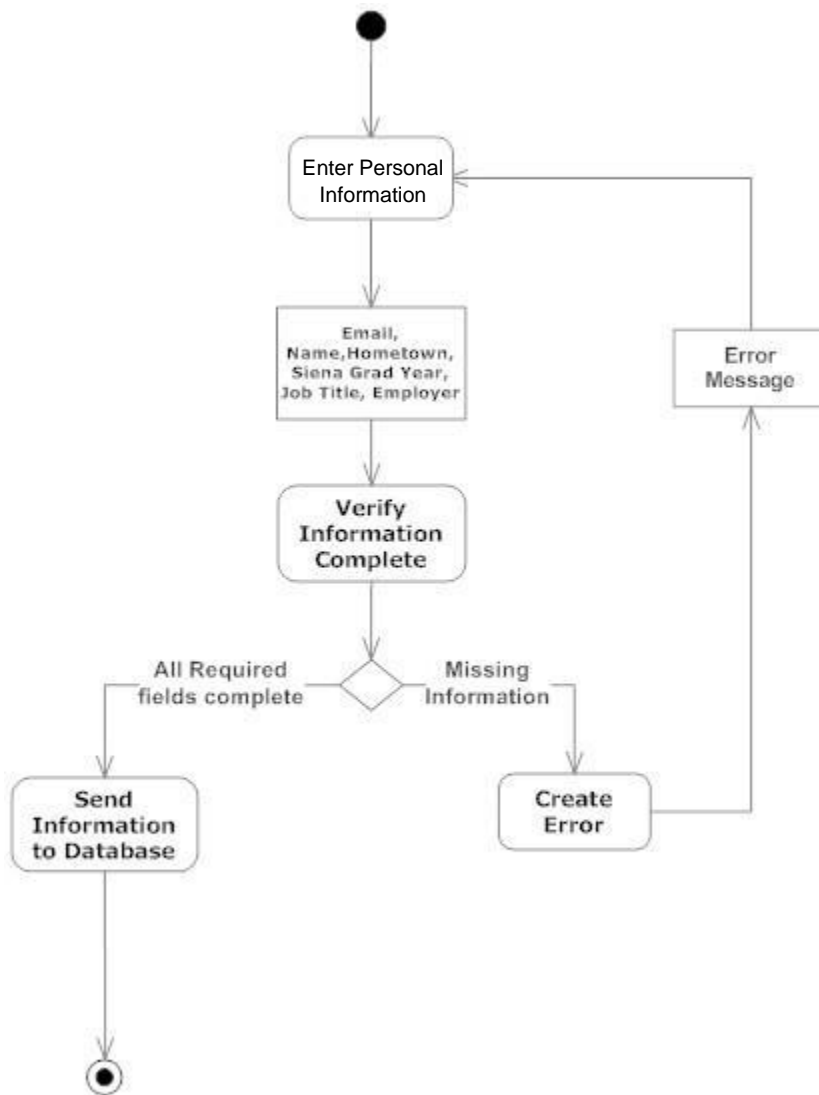 Enter Personal
Information
Email,
Name,Hometown,
Siena Grad Year,
Job Title, Employer
Error
Message
Verify
Information
Complete
All Required
fields complete
Missing
Information
Send
Information
to Database
Create
Error